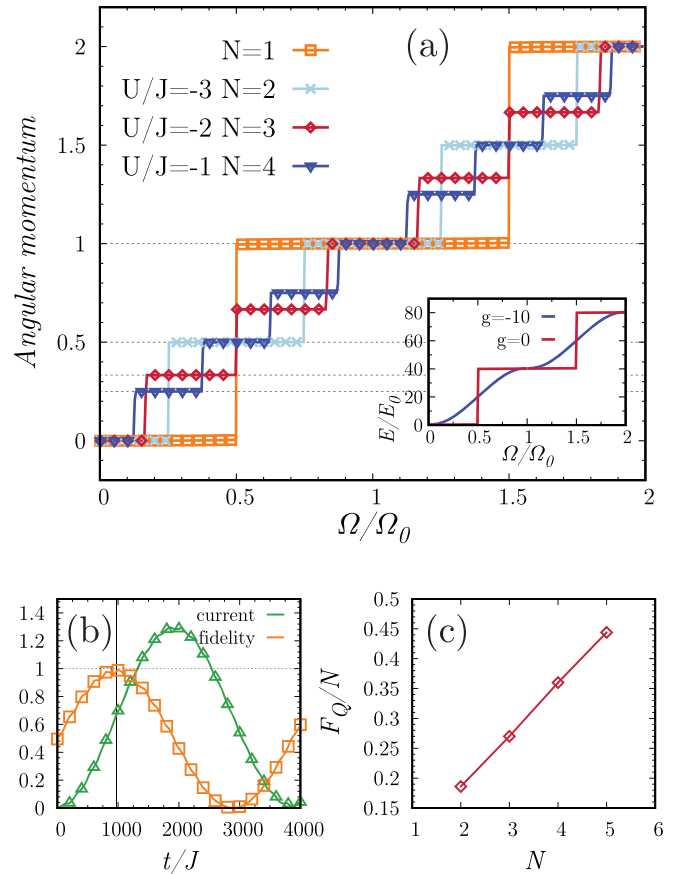 (a)
N=1
U/J=-3 N=2
U/J=-2 N=3
U/J=-1 N=4
Angular momentum
2
1.5
1
0.5
0
0 0.5 1 1.5 2
Ω/Ω₀
g=-10
g=0
E/E₀
80
60
40
20
0
0 0.5 1 1.5 2
Ω/Ω₀
(b)
current
fidelity
1.4
1.2
1
0.8
0.6
0.4
0.2
0
0 1000 2000 3000 4000
t/J
(c)
F_Q/N
0.5
0.45
0.4
0.35
0.3
0.25
0.2
0.15
1 2 3 4 5 6
N